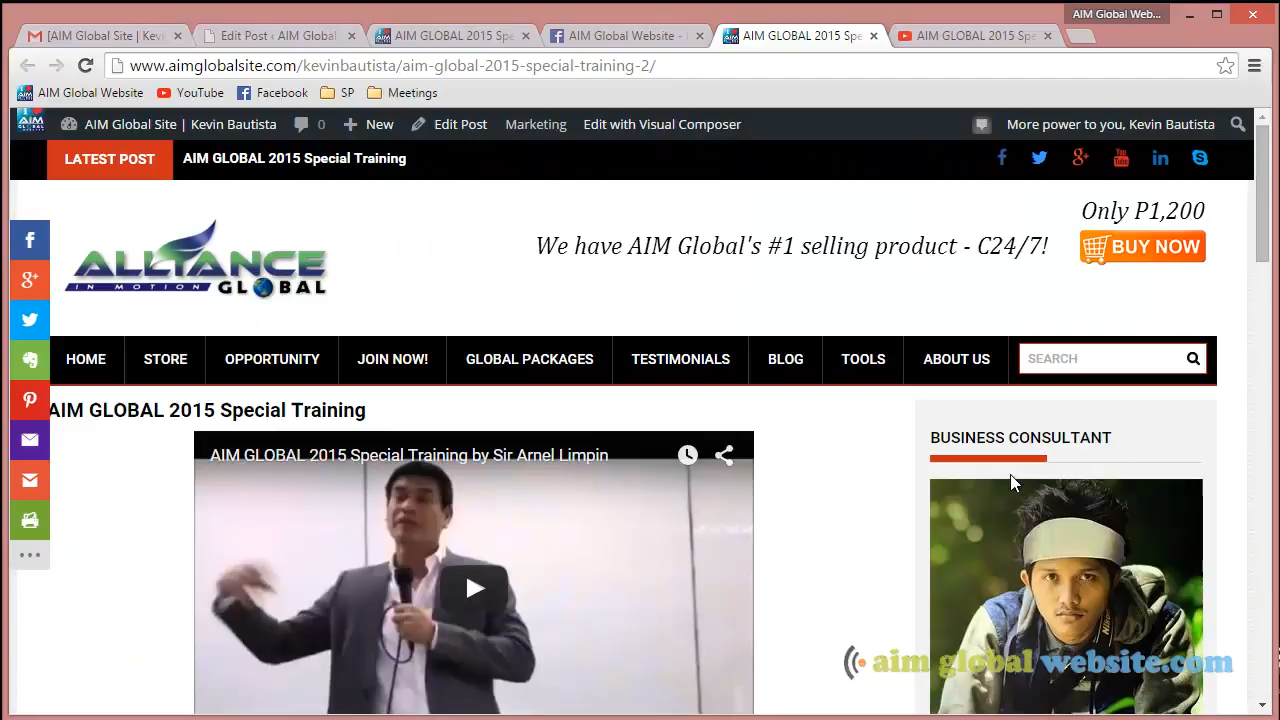 AIM Global Web...
[AIM Global Site | Kevi
Edit Post ‹ AIM Global
AIM GLOBAL 2015 Spe
AIM Global Website -
AIM GLOBAL 2015 Spe
AIM GLOBAL 2015 Spe
www.aimglobalsite.com/kevinbautista/aim-global-2015-special-training-2/
AIM Global Website YouTube Facebook SP Meetings
AIM Global Site | Kevin Bautista 0 New Edit Post Marketing Edit with Visual Composer More power to you, Kevin Bautista
LATEST POST AIM GLOBAL 2015 Special Training
Only P1,200
We have AIM Global's #1 selling product - C24/7! BUY NOW
ALLIANCE
IN MOTION GLOBAL
HOME STORE OPPORTUNITY JOIN NOW! GLOBAL PACKAGES TESTIMONIALS BLOG TOOLS ABOUT US SEARCH
AIM GLOBAL 2015 Special Training
BUSINESS CONSULTANT
AIM GLOBAL 2015 Special Training by Sir Arnel Limpin
Nikon
aim global website.com